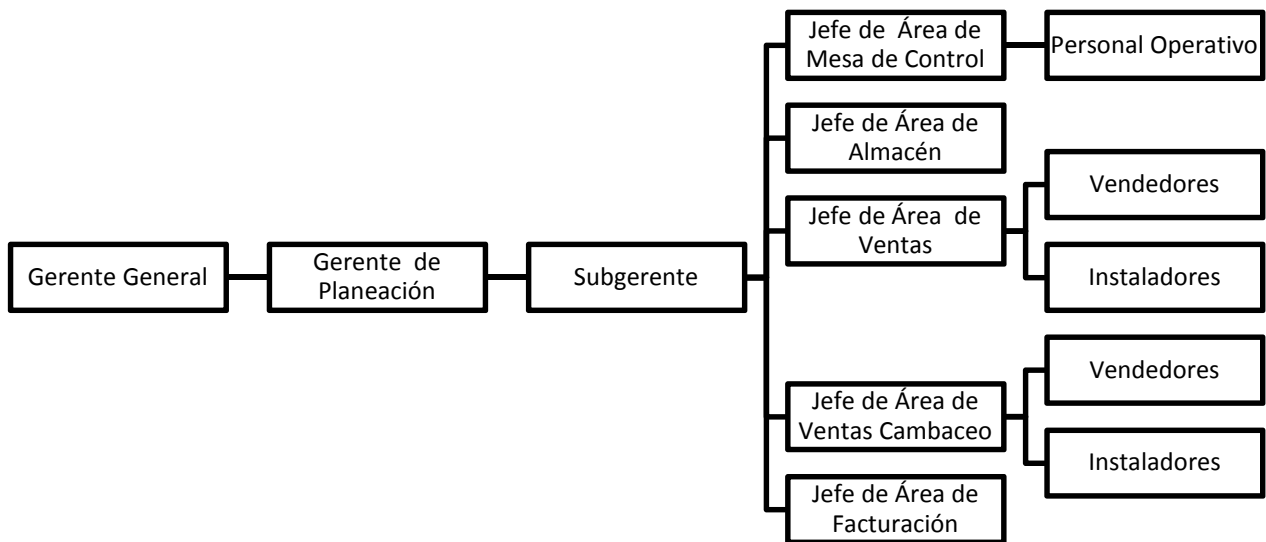 Gerente General
Gerente de
Planeación
Subgerente
Jefe de Área de
Mesa de Control
Personal Operativo
Jefe de Área de
Almacén
Jefe de Área de
Ventas
Vendedores
Instaladores
Jefe de Área de
Ventas Cambaceo
Vendedores
Instaladores
Jefe de Área de
Facturación